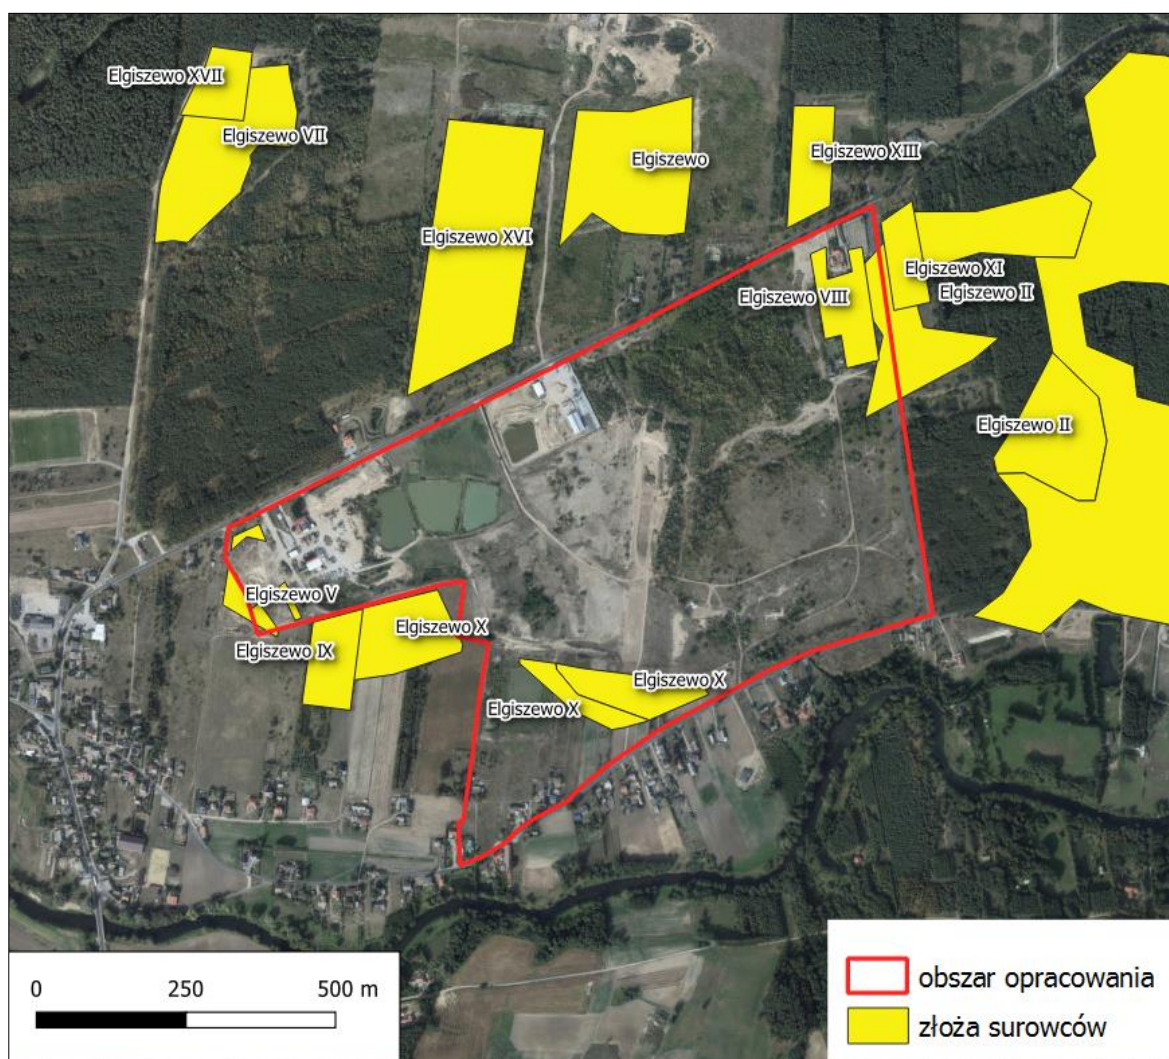 Elgiszewo XVII
Elgiszewo VII
Elgiszewo
Elgiszewo XIII
Elgiszewo XVI
Elgiszewo XI
Elgiszewo VIII
Elgiszewo II
Elgiszewo II
Elgiszewo V
Elgiszewo X
Elgiszewo IX
Elgiszewo X
Elgiszewo X
0 250 500 m
obszar opracowania
złoża surowców